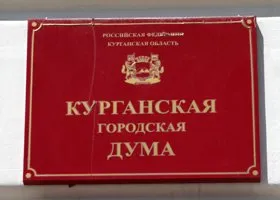 РОССИЙСКАЯ ФЕДЕРАЦИЯ
КУРГАНСКАЯ ОБЛАСТЬ
КУРГАНСКАЯ
ГОРОДСКАЯ
ДУМА